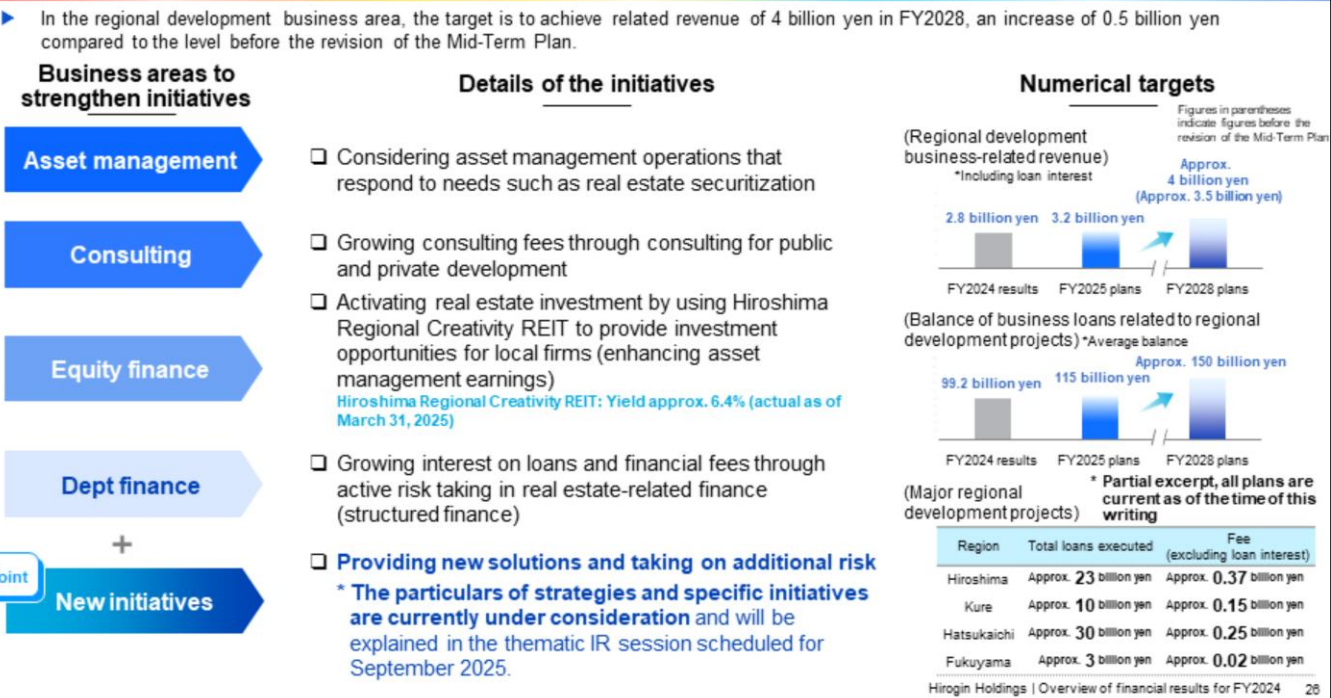 In the regional development business area, the target is to achieve related revenue of 4 billion yen in FY2028, an increase of 0.5 billion yen
compared to the level before the revision of the Mid-Term Plan.
Business areas to
strengthen initiatives
Details of the initiatives
Numerical targets
Asset management
❑ Considering asset management operations that
respond to needs such as real estate securitization
Consulting
❑ Growing consulting fees through consulting for public
and private development
Equity finance
❑ Activating real estate investment by using Hiroshima
Regional Creativity REIT to provide investment
opportunities for local firms (enhancing asset
management earnings)
Hiroshima Regional Creativity REIT: Yield approx. 6.4% (actual as of
March 31, 2025)
Dept finance
❑ Growing interest on loans and financial fees through
active risk taking in real estate-related finance
(structured finance)
+
oint
New initiatives
❑ Providing new solutions and taking on additional risk
* The particulars of strategies and specific initiatives
are currently under consideration and will be
explained in the thematic IR session scheduled for
September 2025.
Figures in parentheses
indicate figures before the
revision of the Mid-Term Plan
(Regional development
business-related revenue)
*Including loan interest
Approx.
4 billion yen
(Approx. 3.5 billion yen)
2.8 billion yen 3.2 billion yen
FY2024 results FY2025 plans FY2028 plans
(Balance of business loans related to regional
development projects) *Average balance
Approx. 150 billion yen
99.2 billion yen 115 billion yen
FY2024 results FY2025 plans FY2028 plans
(Major regional
development projects)
* Partial excerpt, all plans are
current as of the time of this
writing
Region Total loans executed Fee
(excluding loan interest)
Hiroshima Approx. 23 billion yen Approx. 0.37 billion yen
Kure Approx. 10 billion yen Approx. 0.15 billion yen
Hatsukaichi Approx. 30 billion yen Approx. 0.25 billion yen
Fukuyama Approx. 3 billion yen Approx. 0.02 billion yen
Hirogin Holdings | Overview of financial results for FY2024 26